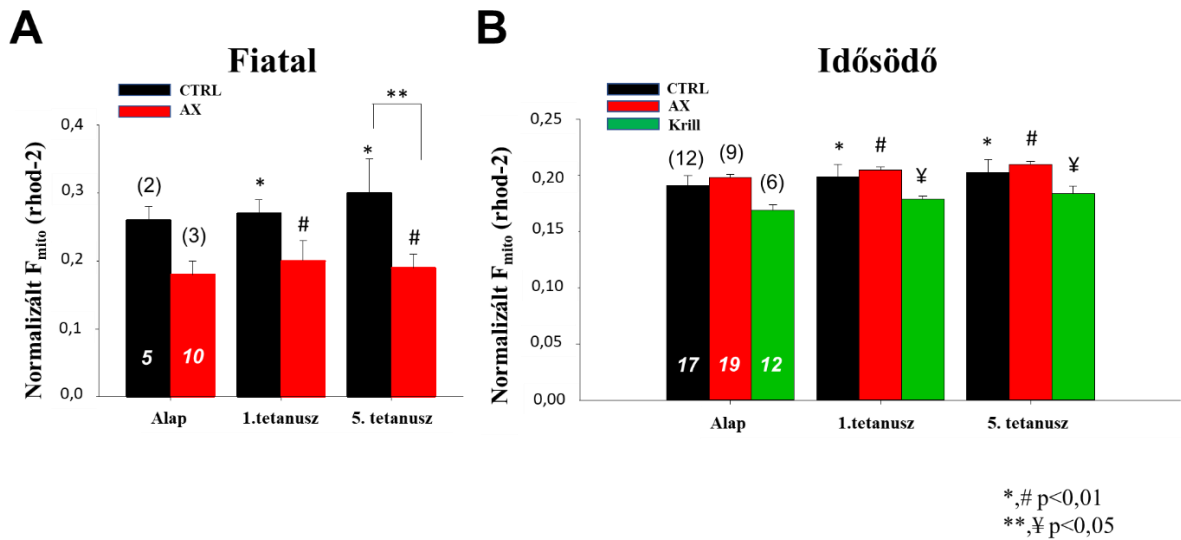 A
Fiatal
CTRL
AX
**
Normalizált Fmito (rhod-2)
0,4
0,3
0,2
0,1
0,0
(2)
(3)
*
#
*
#
5
10
Alap
1.tetanusz
5. tetanusz
B
Idősödő
CTRL
AX
Krill
Normalizált Fmito (rhod-2)
0,25
0,20
0,15
0,10
0,05
0,00
(12)
(9)
(6)
*
#
¥
*
#
¥
17
19
12
Alap
1.tetanusz
5. tetanusz
*,# p<0,01
**,¥ p<0,05